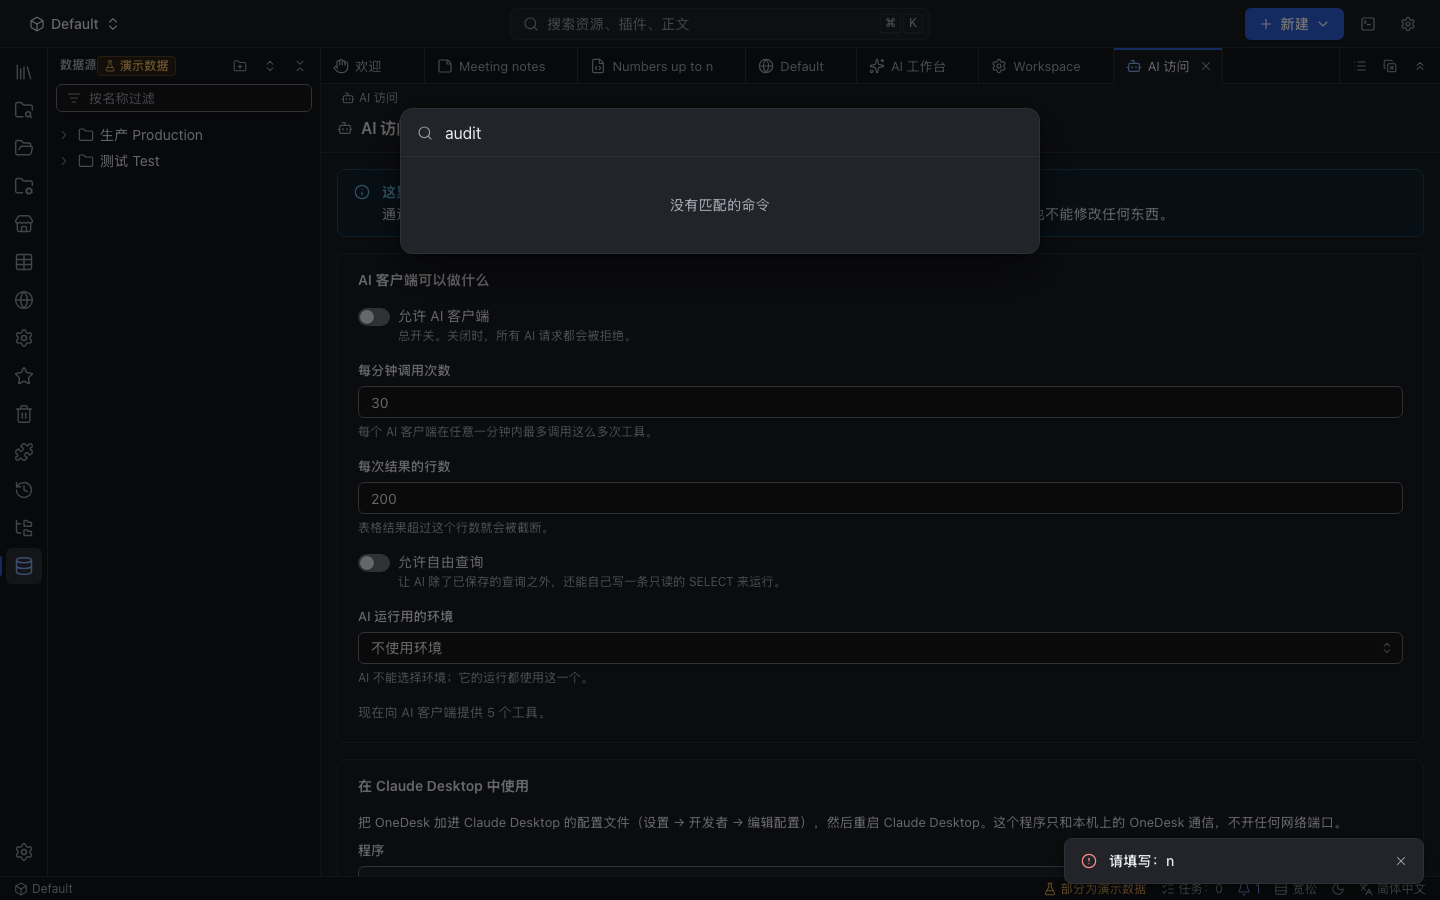 Default
搜索资源、插件、正文
⌘ K
新建
数据源
演示数据
欢迎
Meeting notes
Numbers up to n
Default
AI 工作台
Workspace
AI 访问
按名称过滤
生产 Production
测试 Test
AI 访问
AI 访
audit
没有匹配的命令
不能修改任何东西。
AI 客户端可以做什么
允许 AI 客户端
总开关。关闭时，所有 AI 请求都会被拒绝。
每分钟调用次数
30
每个 AI 客户端在任意一分钟内最多调用这么多次工具。
每次结果的行数
200
表格结果超过这个行数就会被截断。
允许自由查询
让 AI 除了已保存的查询之外，还能自己写一条只读的 SELECT 来运行。
AI 运行用的环境
不使用环境
AI 不能选择环境；它的运行都使用这一个。
现在向 AI 客户端提供 5 个工具。
在 Claude Desktop 中使用
把 OneDesk 加进 Claude Desktop 的配置文件（设置 → 开发者 → 编辑配置），然后重启 Claude Desktop。这个程序只和本机上的 OneDesk 通信，不开任何网络端口。
程序
请填写：n
Default
部分为演示数据
任务：0
1
宽松
简体中文